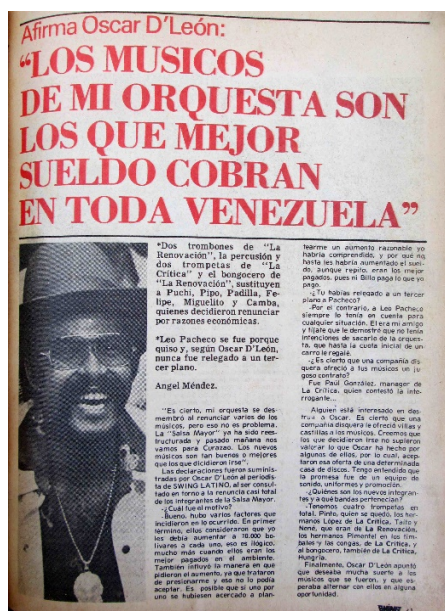 Afirma Oscar D'León:
"LOS MUSICOS
DE MI ORQUESTA SON
LOS QUE MEJOR
SUELDO COBRAN
EN TODA VENEZUELA"
*Dos trombones de "La
Renovación", la percusión y
dos trompetas de "La
Crítica" y el bongocero de
"La Renovación", sustituyen
a Puchi, Pipo, Padilla, Fe-
lipe, Miguelito y Camba,
quienes decidieron renunciar
por razones económicas.
*Leo Pacheco se fue porque
quiso y, según Oscar D'León,
nunca fue relegado a un ter-
cer plano.
Angel Méndez.
"Es cierto, mi orquesta se des-
membró al renunciar varios de los
músicos, pero eso no es problema.
La "Salsa Mayor" ya ha sido rees-
tructurada y pasado mañana nos
vamos para Curazao. Los nuevos
músicos son tan buenos o mejores
que los que dicidieron irse".
Las declaraciones fueron suminis-
tradas por Oscar D'León al periodis-
ta de SWING LATINO, al ser consul-
tado en torno a la renuncia casi total
de los integrantes de la Salsa Mayor.
-¿Cuál fue el motivo?
-Bueno, hubo varios factores que
incidieron en lo ocurrido. En primer
término, ellos consideraron que yo
les debía aumentar a 10.000 bo-
livares a cada uno, eso es ilógico,
mucho más cuando ellos eran los
mejor pagados en el ambiente.
También influyó la manera en que
pidieron el aumento, ya que trataron
de presionarme y eso no lo podía
aceptar. Es posible que si uno por
uno se hubiesen acercado a plan-
tearme un aumento razonable yo
habría comprendido, y por qué no,
hasta les habría aumentado el suel-
do, aunque repito, eran los mejor
pagados, pues ni Billo paga lo que yo
pago.
-¿Tu habías relegado a un tercer
plano a Pacheco?
-Por el contrario, a Leo Pacheco
siempre lo tenía en cuenta para
cualquier situación. El era mi amigo
y fíjate que le demostré que no tenía
intenciones de sacarlo de la orques-
ta, que hasta la cuota inicial de un
carro le regalé.
-¿Es cierto que una compañía dis-
quera ofreció a tus músicos un ju-
goso contrato?
Fue Paúl González, manager de
La Crítica, quien contestó la inte-
rrogante...
Alguien está interesado en des-
truir a Oscar. Es cierto que una
compañía disquera le ofreció villas y
castillas a los músicos. Creemos que
los que decidieron irse no supieron
valorar lo que Oscar ha hecho por
algunos de ellos, por lo cual, acep-
taron esa oferta de una determinada
casa de discos. Tengo entendido que
la promesa fue de un equipo de
sonido, uniformes y promoción.
-¿Quiénes son los nuevos integran-
tes y a qué bandas pertenecían?
-Tenemos cuatro trompetas en
total, Pinto, quien se quedó, los her-
manos López de La Crítica, Taito y
Nené, que eran de La Renovación,
los hermanos Pimentel en los tim-
bales y las congas, de La Crítica, y
al bongocero, también de La Crítica,
Hungría.
Finalmente, Oscar D'León apuntó
que deseaba mucha suerte a los
músicos que se fueron, y que es-
peraba alternar con ellos en alguna
oportunidad.